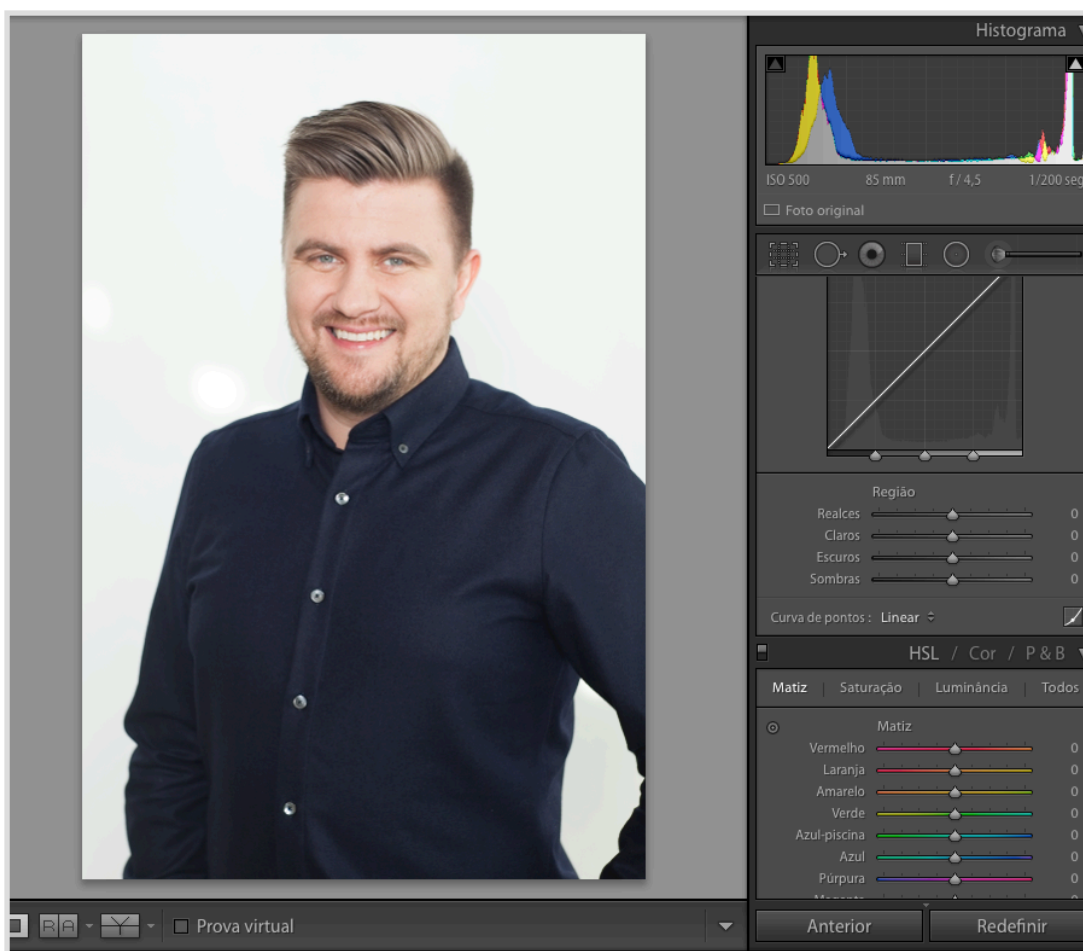 Histograma
ISO 500 85 mm f / 4,5 1/200 seg
Foto original
Região
Realces 0
Claros 0
Escuros 0
Sombras 0
Curva de pontos : Linear
HSL / Cor / P & B
Matiz | Saturação | Luminância | Todos
Matiz
Vermelho 0
Laranja 0
Amarelo 0
Verde 0
Azul-piscina 0
Azul 0
Púrpura 0
R A Y Prova virtual
Anterior Redefinir